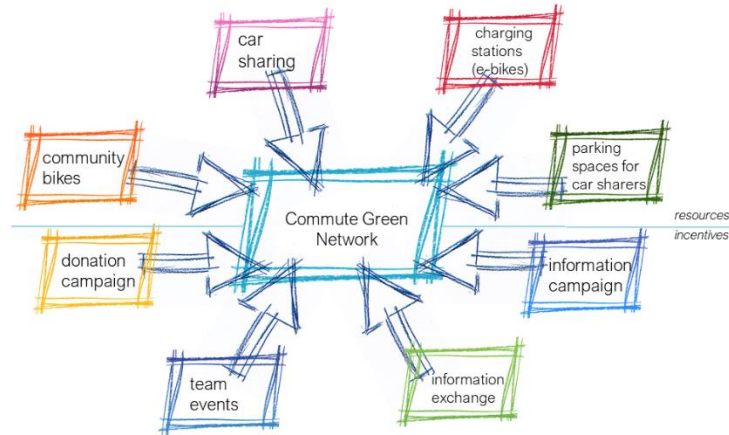 car
sharing
charging
stations
(e-bikes)
community
bikes
parking
spaces for
car sharers
Commute Green
Network
resources
incentives
donation
campaign
information
campaign
team
events
information
exchange